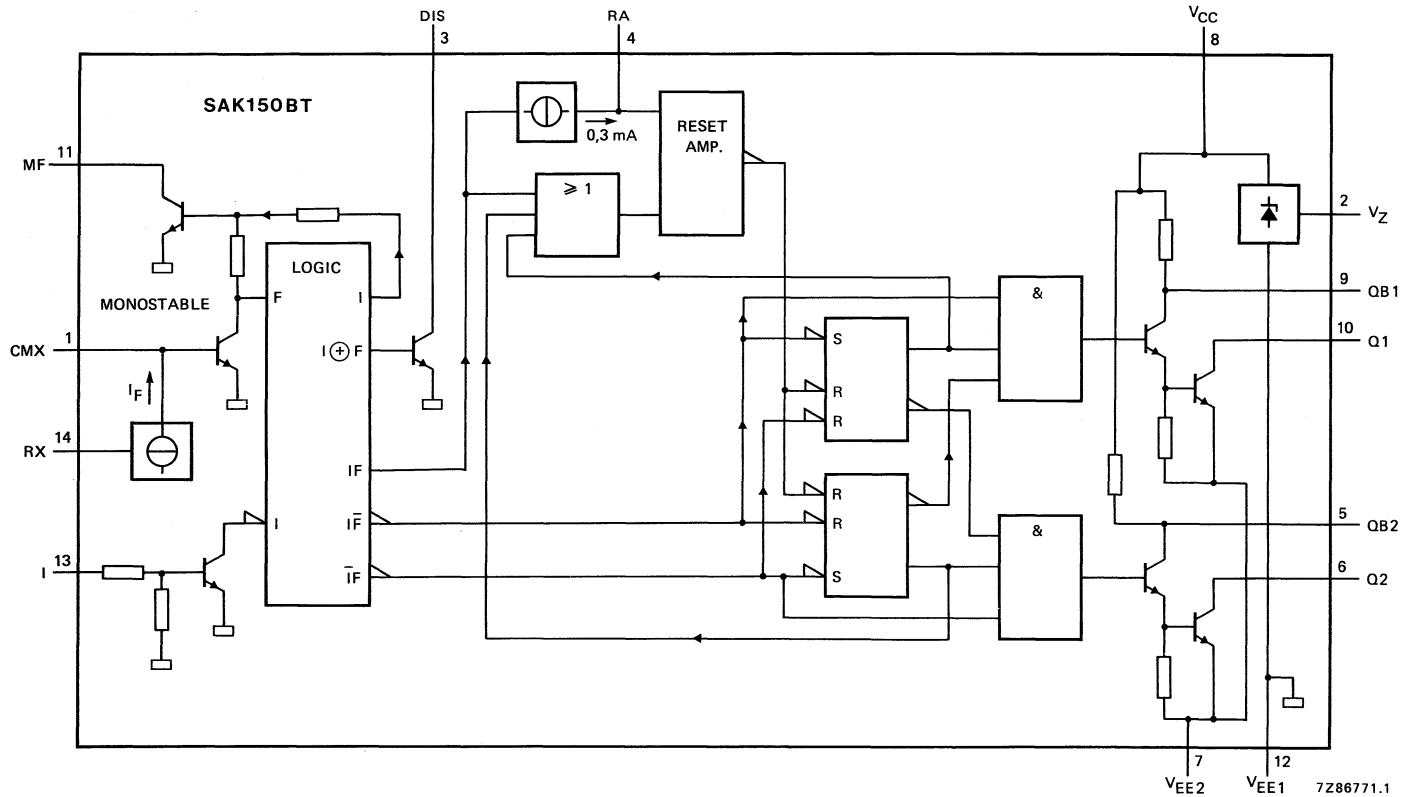 DIS
RA
VCC
3
4
8
SAK150BT
0,3 mA
RESET
AMP.
11
MF
≥ 1
2
VZ
LOGIC
MONOSTABLE
F
I
&
9
QB1
1
CMX
I ⊕ F
S
10
Q1
IF
R
R
14
RX
IF
R
I
IF̅
R
&
5
QB2
13
I
I̅F
S
6
Q2
7
12
VEE2
VEE1
7Z86771.1